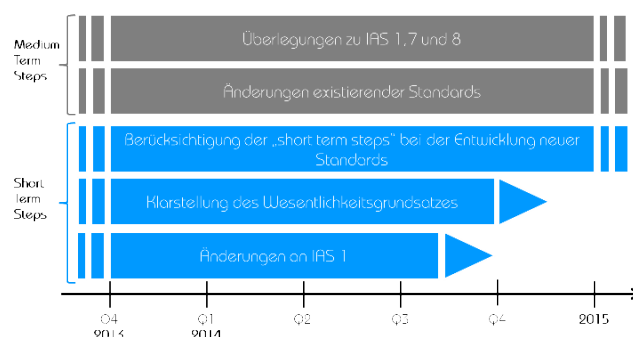 Medium
Term
Steps
Überlegungen zu IAS 1,7 und 8
Änderungen existierender Standards
Short
Term
Steps
Berücksichtigung der „short term steps" bei der Entwicklung neuer
Standards
Klarstellung des Wesentlichkeitsgrundsatzes
Änderungen an IAS 1
Q4 Q1 Q2 Q3 Q4 2015
2013 2014